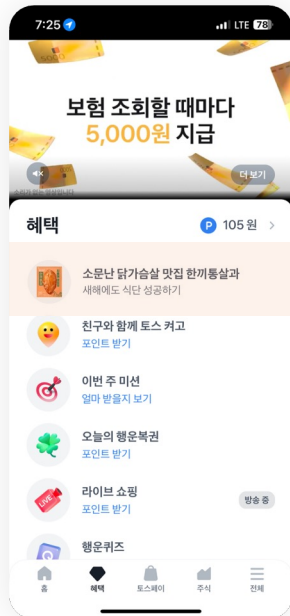 7:25
LTE 78
보험 조회할 때마다
5,000원 지급
더 보기
혜택
P 105 원
소문난 닭가슴살 맛집 한끼통살과
새해에도 식단 성공하기
친구와 함께 토스 켜고
포인트 받기
이번 주 미션
얼마 받을지 보기
오늘의 행운복권
포인트 받기
LIVE
라이브 쇼핑
포인트 받기
방송 중
행운퀴즈
홈
혜택
토스페이
주식
전체